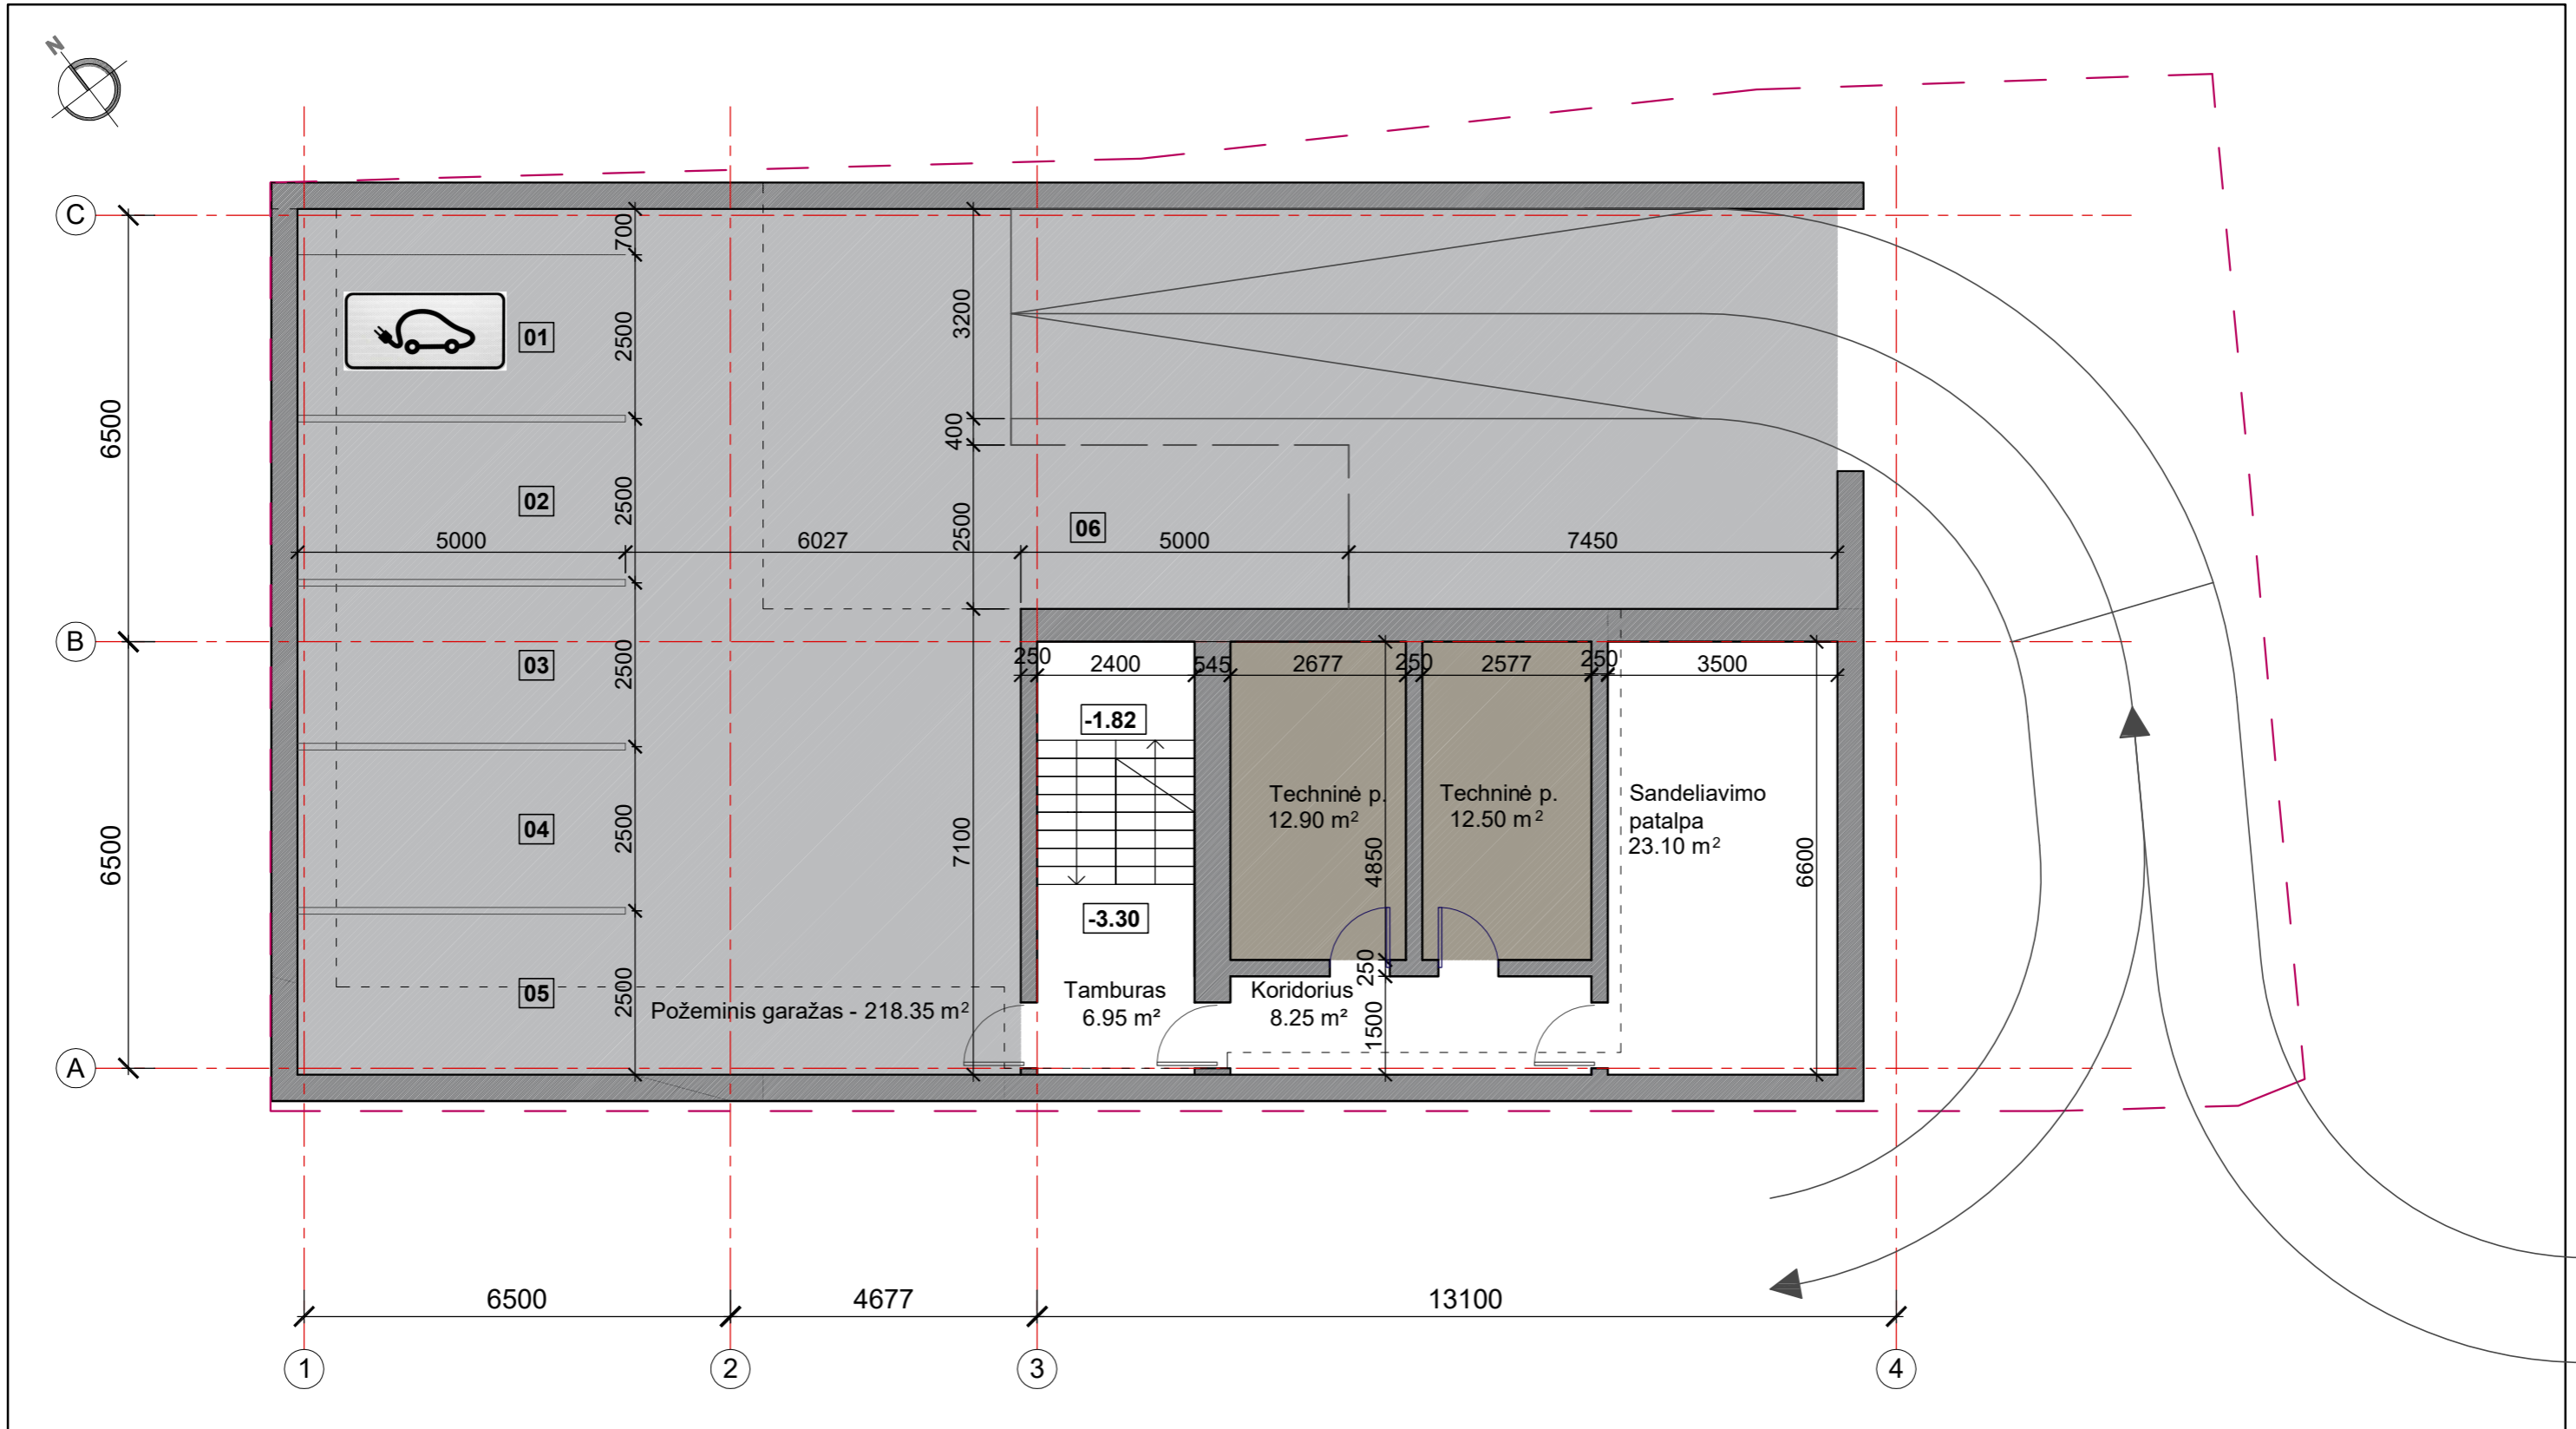 N
C
B
A
6500
6500
700
2500
2500
2500
2500
2500
01
02
03
04
05
06
5000
6027
5000
7450
3200
400
2500
7100
250
2400
545
2677
250
2577
250
3500
-1.82
-3.30
Techninė p.
12.90 m²
Techninė p.
12.50 m²
Sandeliavimo
patalpa
23.10 m²
4850
250
1500
6600
Požeminis garažas - 218.35 m²
Tamburas
6.95 m²
Koridorius
8.25 m²
6500
4677
13100
1
2
3
4